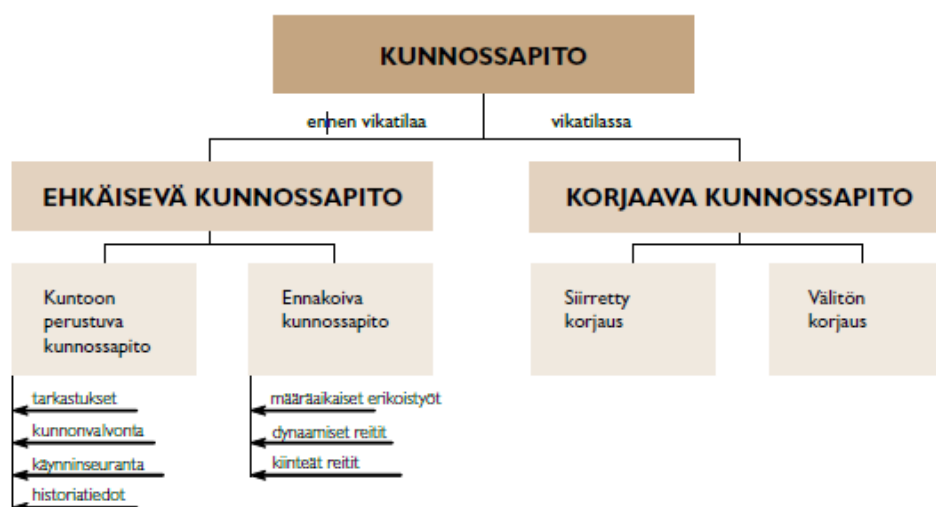 KUNNOSSAPITO
ennen vikatilaa
vikatilassa
EHKÄISEVÄ KUNNOSSAPITO
KORJAAVA KUNNOSSAPITO
Kuntoon
perustuva
kunnossapito
Ennakoiva
kunnossapito
Siirretty
korjaus
Välitön
korjaus
tarkastukset
kunnonvalvonta
käynninseuranta
historiatiedot
määräaikaiset erikoistyöt
dynaamiset reitit
kiinteät reitit